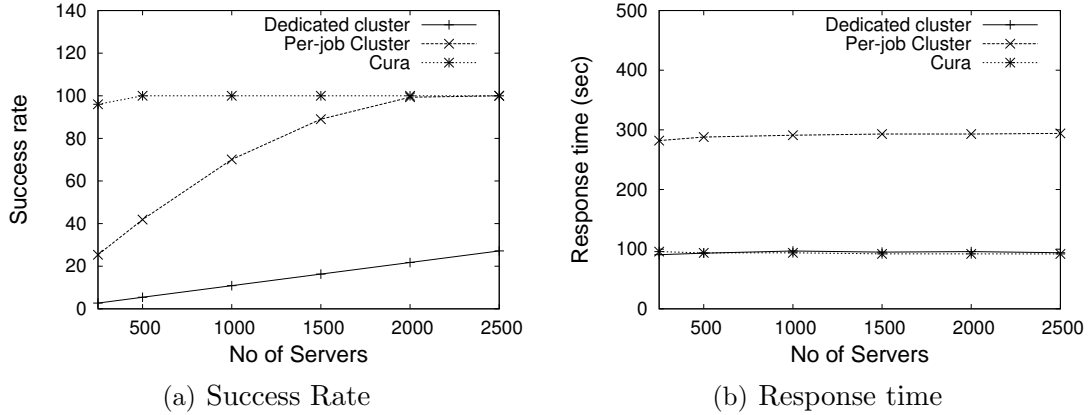 140
120
100
80
60
40
20
0
500
1000
1500
2000
2500
Success rate
No of Servers
Dedicated cluster
Per-job Cluster
Cura
(a) Success Rate
500
400
300
200
100
0
500
1000
1500
2000
2500
Response time (sec)
No of Servers
Dedicated cluster
Per-job Cluster
Cura
(b) Response time